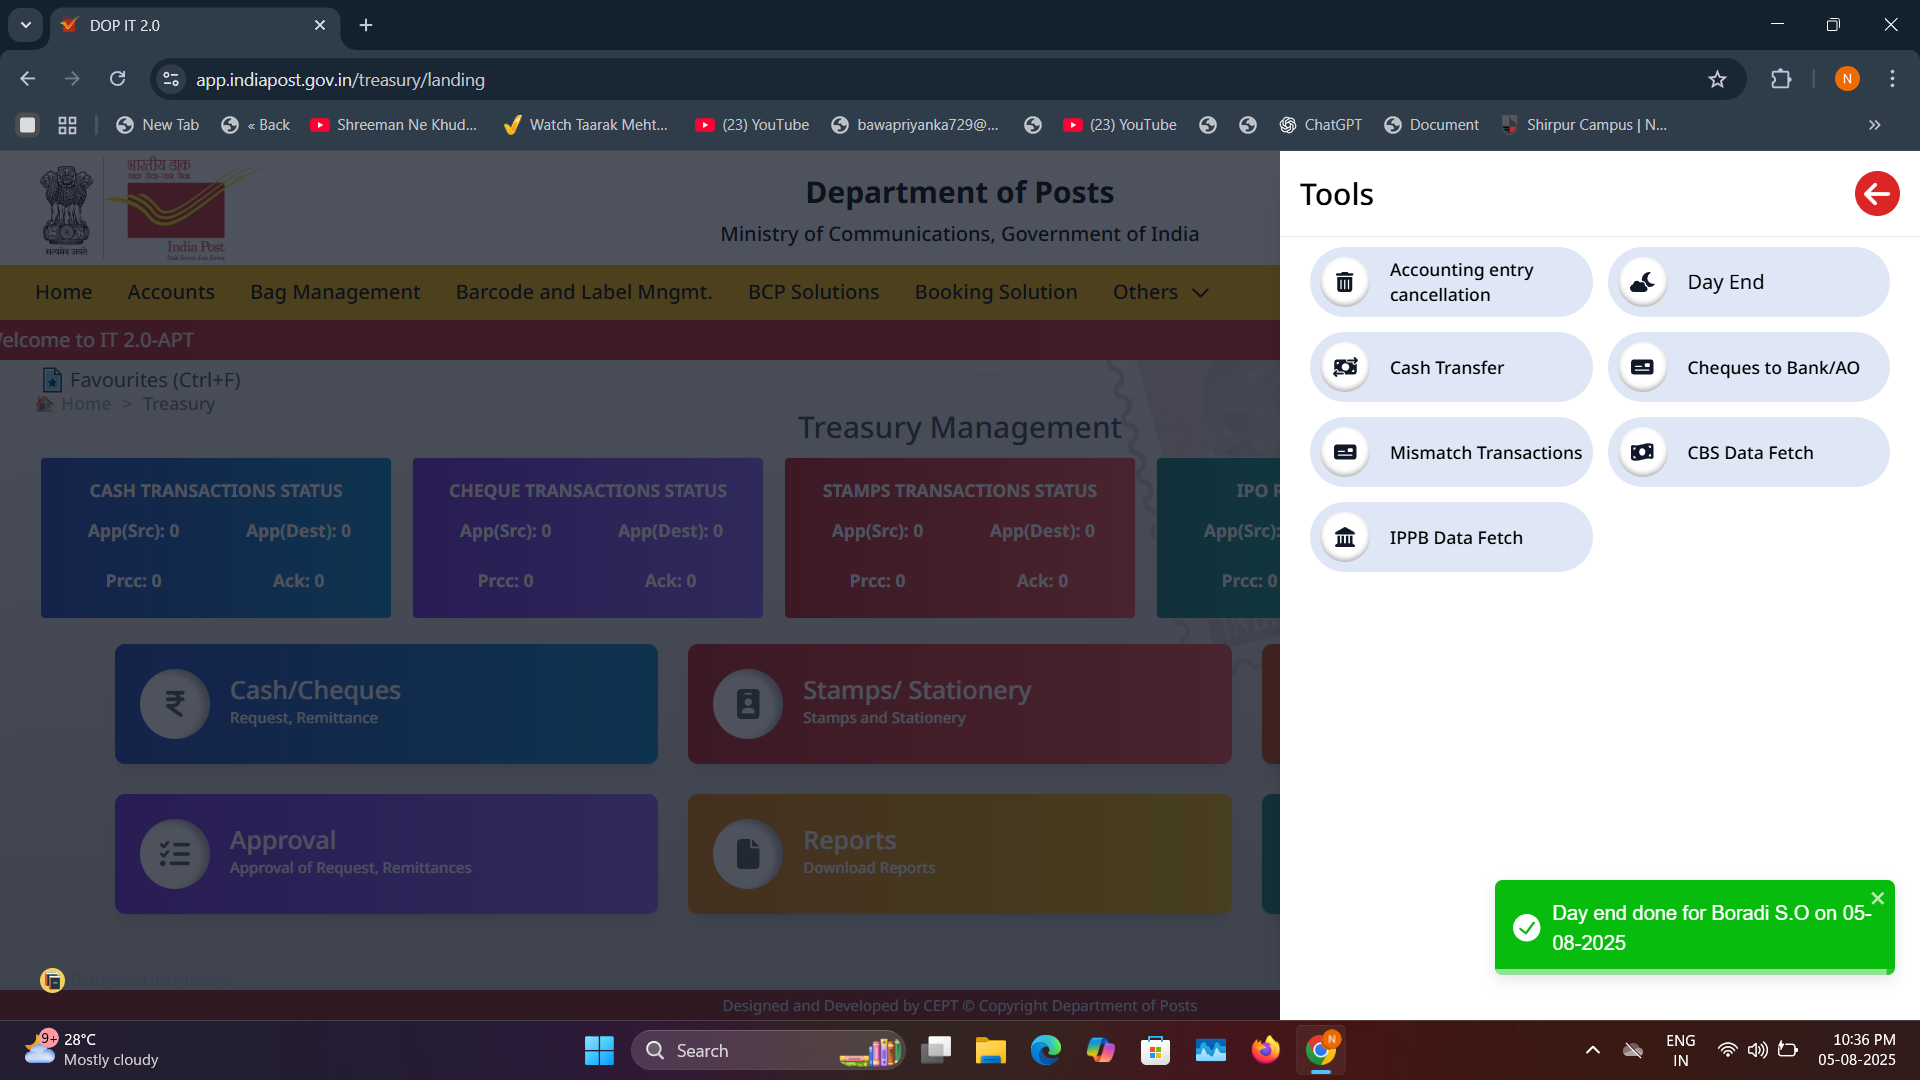 DOP IT 2.0
app.indiapost.gov.in/treasury/landing
N
New Tab
« Back
Shreeman Ne Khud...
Watch Taarak Meht...
(23) YouTube
bawapriyanka729@...
(23) YouTube
ChatGPT
Document
Shirpur Campus | N...
भारतीय डाक
सत्यमेव जयते
India Post
Department of Posts
Ministry of Communications, Government of India
Home
Accounts
Bag Management
Barcode and Label Mngmt.
BCP Solutions
Booking Solution
Others
elcome to IT 2.0-APT
Favourites (Ctrl+F)
Home > Treasury
Treasury Management
CASH TRANSACTIONS STATUS
App(Src): 0
App(Dest): 0
Prcc: 0
Ack: 0
CHEQUE TRANSACTIONS STATUS
App(Src): 0
App(Dest): 0
Prcc: 0
Ack: 0
STAMPS TRANSACTIONS STATUS
App(Src): 0
App(Dest): 0
Prcc: 0
Ack: 0
IPO
App(Src):
Prcc: 0
Cash/Cheques
Request, Remittance
Stamps/ Stationery
Stamps and Stationery
Approval
Approval of Request, Remittances
Reports
Download Reports
Designed and Developed by CEPT © Copyright Department of Posts
Tools
Accounting entry
cancellation
Day End
Cash Transfer
Cheques to Bank/AO
Mismatch Transactions
CBS Data Fetch
IPPB Data Fetch
Day end done for Boradi S.O on 05-
08-2025
9+
28°C
Mostly cloudy
Search
N
ENG
IN
10:36 PM
05-08-2025